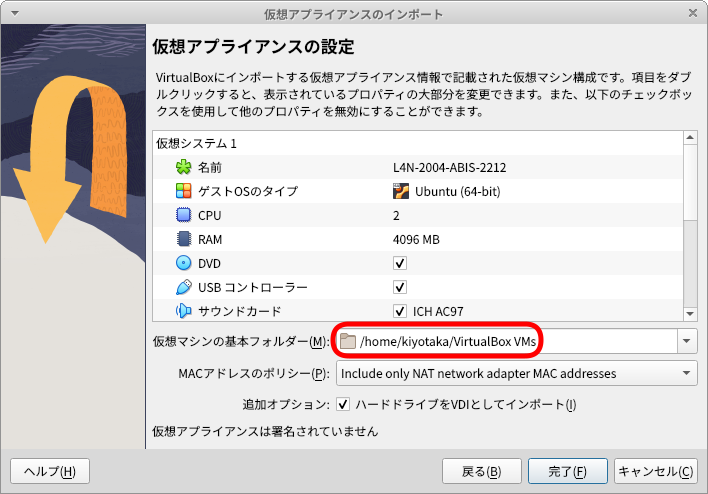 仮想アプライアンスのインポート
仮想アプライアンスの設定
VirtualBoxにインポートする仮想アプライアンス情報で記載された仮想マシン構成です。項目をダブ
ルクリックすると、表示されているプロパティの大部分を変更できます。また、以下のチェックボッ
クスを使用して他のプロパティを無効にすることができます。
仮想システム 1
名前 L4N-2004-ABIS-2212
ゲストOSのタイプ Ubuntu (64-bit)
CPU 2
RAM 4096 MB
DVD
USB コントローラー
サウンドカード ICH AC97
仮想マシンの基本フォルダー(M): /home/kiyotaka/VirtualBox VMs
MACアドレスのポリシー(P): Include only NAT network adapter MAC addresses
追加オプション: ハードドライブをVDIとしてインポート(I)
仮想アプライアンスは署名されていません
ヘルプ(H) 戻る(B) 完了(F) キャンセル(C)